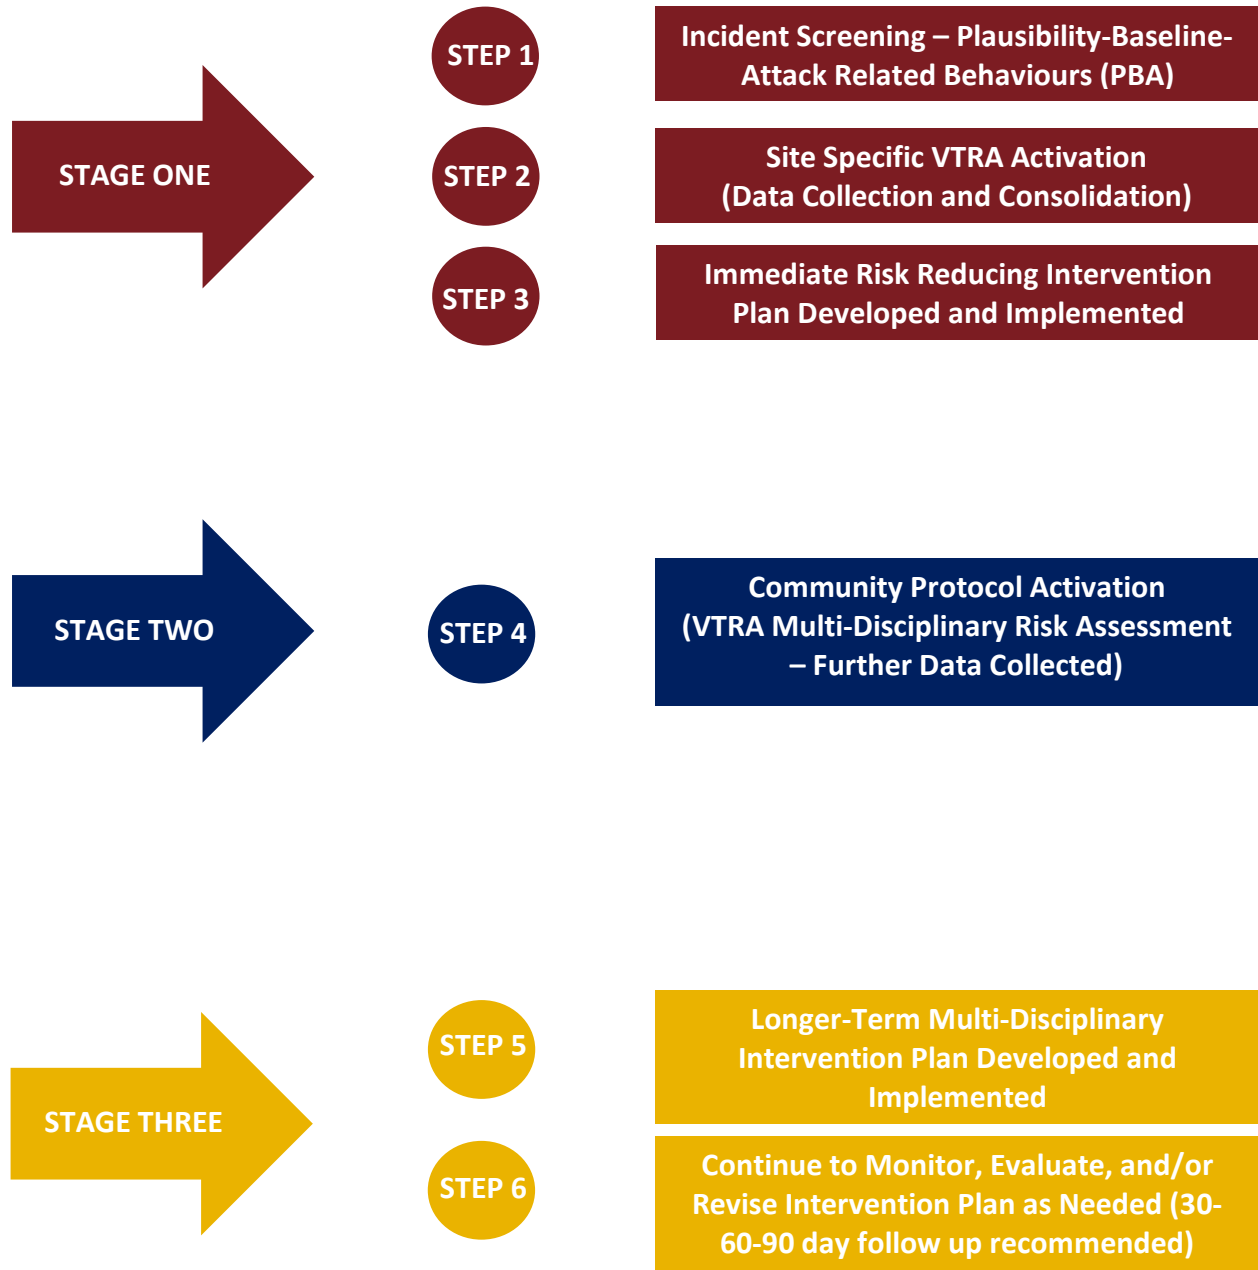 STAGE ONE
STEP 1
Incident Screening – Plausibility-Baseline-
Attack Related Behaviours (PBA)
STEP 2
Site Specific VTRA Activation
(Data Collection and Consolidation)
STEP 3
Immediate Risk Reducing Intervention
Plan Developed and Implemented
STAGE TWO
STEP 4
Community Protocol Activation
(VTRA Multi-Disciplinary Risk Assessment
– Further Data Collected)
STAGE THREE
STEP 5
Longer-Term Multi-Disciplinary
Intervention Plan Developed and
Implemented
STEP 6
Continue to Monitor, Evaluate, and/or
Revise Intervention Plan as Needed (30-
60-90 day follow up recommended)